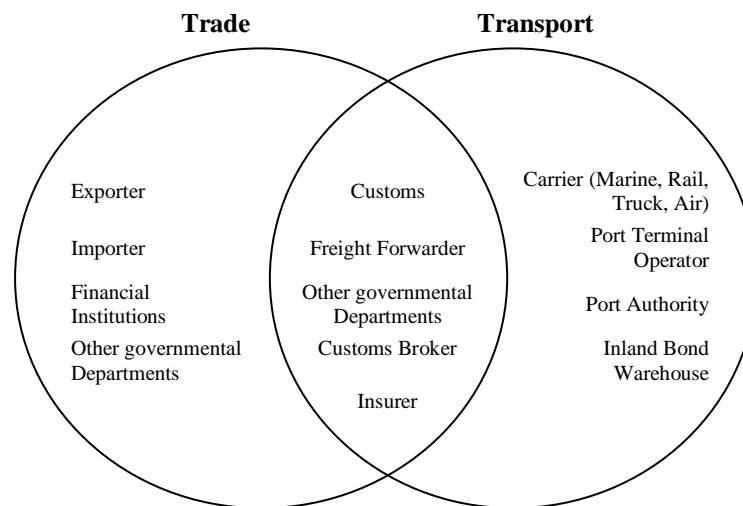 Trade
Transport
Exporter
Importer
Financial
Institutions
Other governmental
Departments
Customs
Freight Forwarder
Other governmental
Departments
Customs Broker
Insurer
Carrier (Marine, Rail,
Truck, Air)
Port Terminal
Operator
Port Authority
Inland Bond
Warehouse